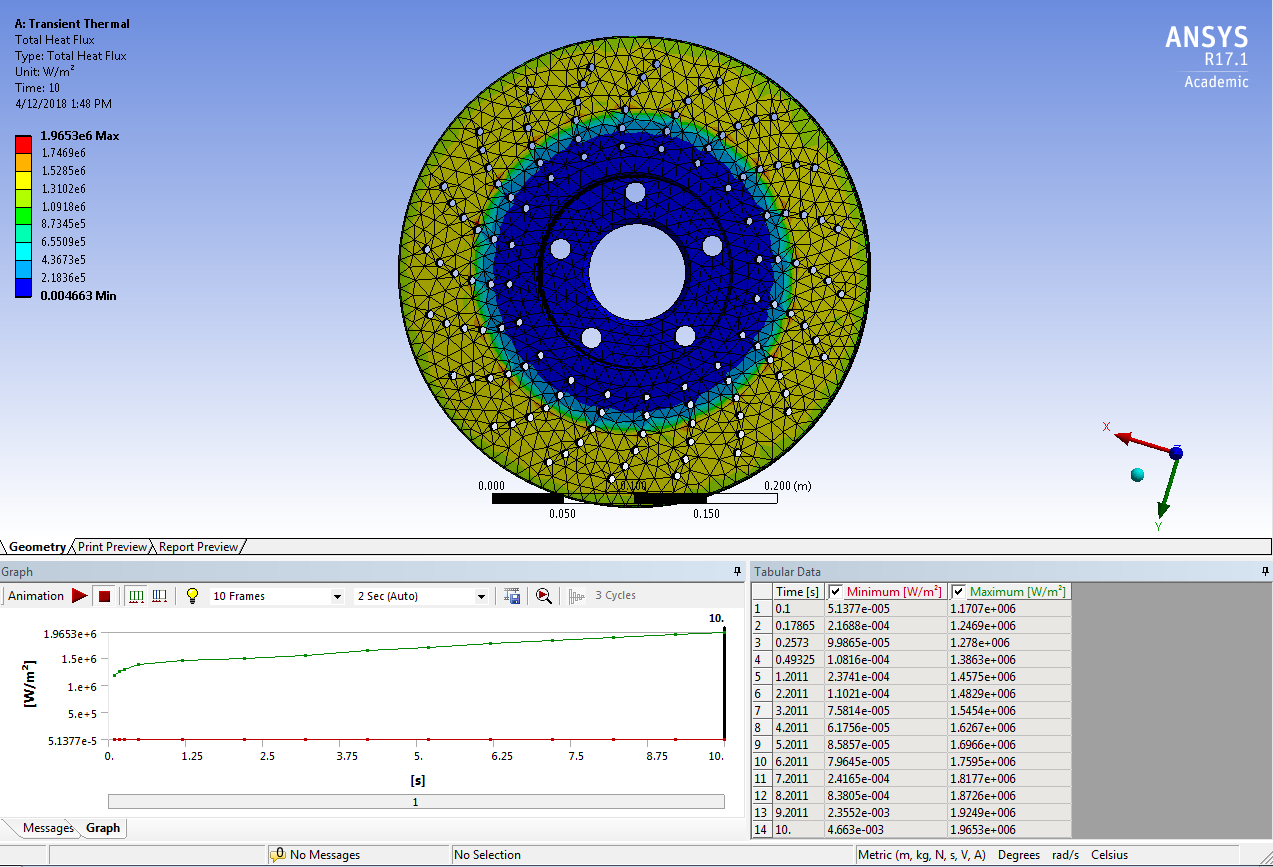 A: Transient Thermal
Total Heat Flux
Type: Total Heat Flux
Unit: W/m²
Time: 10
4/12/2018 1:48 PM
1.9653e6 Max
1.7469e6
1.5285e6
1.3102e6
1.0918e6
8.7345e5
6.5509e5
4.3673e5
2.1836e5
0.004663 Min
ANSYS
R17.1
Academic
X
Z
Y
0.000 0.100 0.200 (m)
0.050 0.150
Geometry Print Preview Report Preview
Graph
Animation 10 Frames 2 Sec (Auto) 3 Cycles
10.
1.9653e+6
1.5e+6
1.e+6
5.e+5
5.1377e-5
[W/m²]
0. 1.25 2.5 3.75 5. 6.25 7.5 8.75 10.
[s]
1
Messages Graph
Tabular Data
Time [s] Minimum [W/m²] Maximum [W/m²]
1 0.1 5.1377e-005 1.1707e+006
2 0.17865 2.1688e-004 1.2469e+006
3 0.2573 9.9865e-005 1.278e+006
4 0.49325 1.0816e-004 1.3863e+006
5 1.2011 2.3741e-004 1.4575e+006
6 2.2011 1.1021e-004 1.4829e+006
7 3.2011 7.5814e-005 1.5454e+006
8 4.2011 6.1756e-005 1.6267e+006
9 5.2011 8.5857e-005 1.6966e+006
10 6.2011 7.9645e-005 1.7595e+006
11 7.2011 2.4165e-004 1.8177e+006
12 8.2011 8.3805e-004 1.8726e+006
13 9.2011 2.3552e-003 1.9249e+006
14 10. 4.663e-003 1.9653e+006
0 No Messages No Selection Metric (m, kg, N, s, V, A) Degrees rad/s Celsius